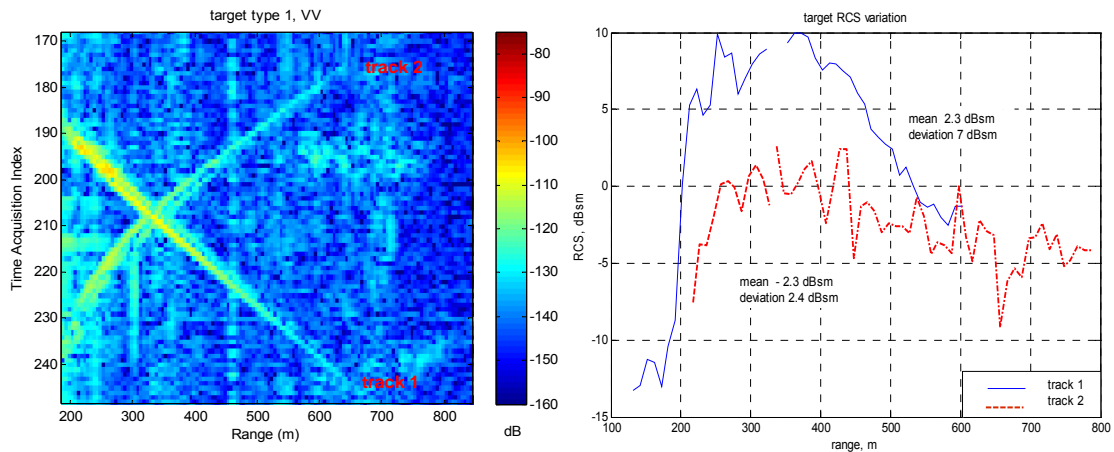 target type 1, VV
170
180
190
200
210
220
230
240
Time Acquisition Index
200
300
400
500
600
700
800
Range (m)
track 2
track 1
-80
-90
-100
-110
-120
-130
-140
-150
-160
dB
target RCS variation
10
5
0
-5
-10
-15
RCS, dBsm
100
200
300
400
500
600
700
800
range, m
mean 2.3 dBsm
deviation 7 dBsm
mean - 2.3 dBsm
deviation 2.4 dBsm
track 1
track 2